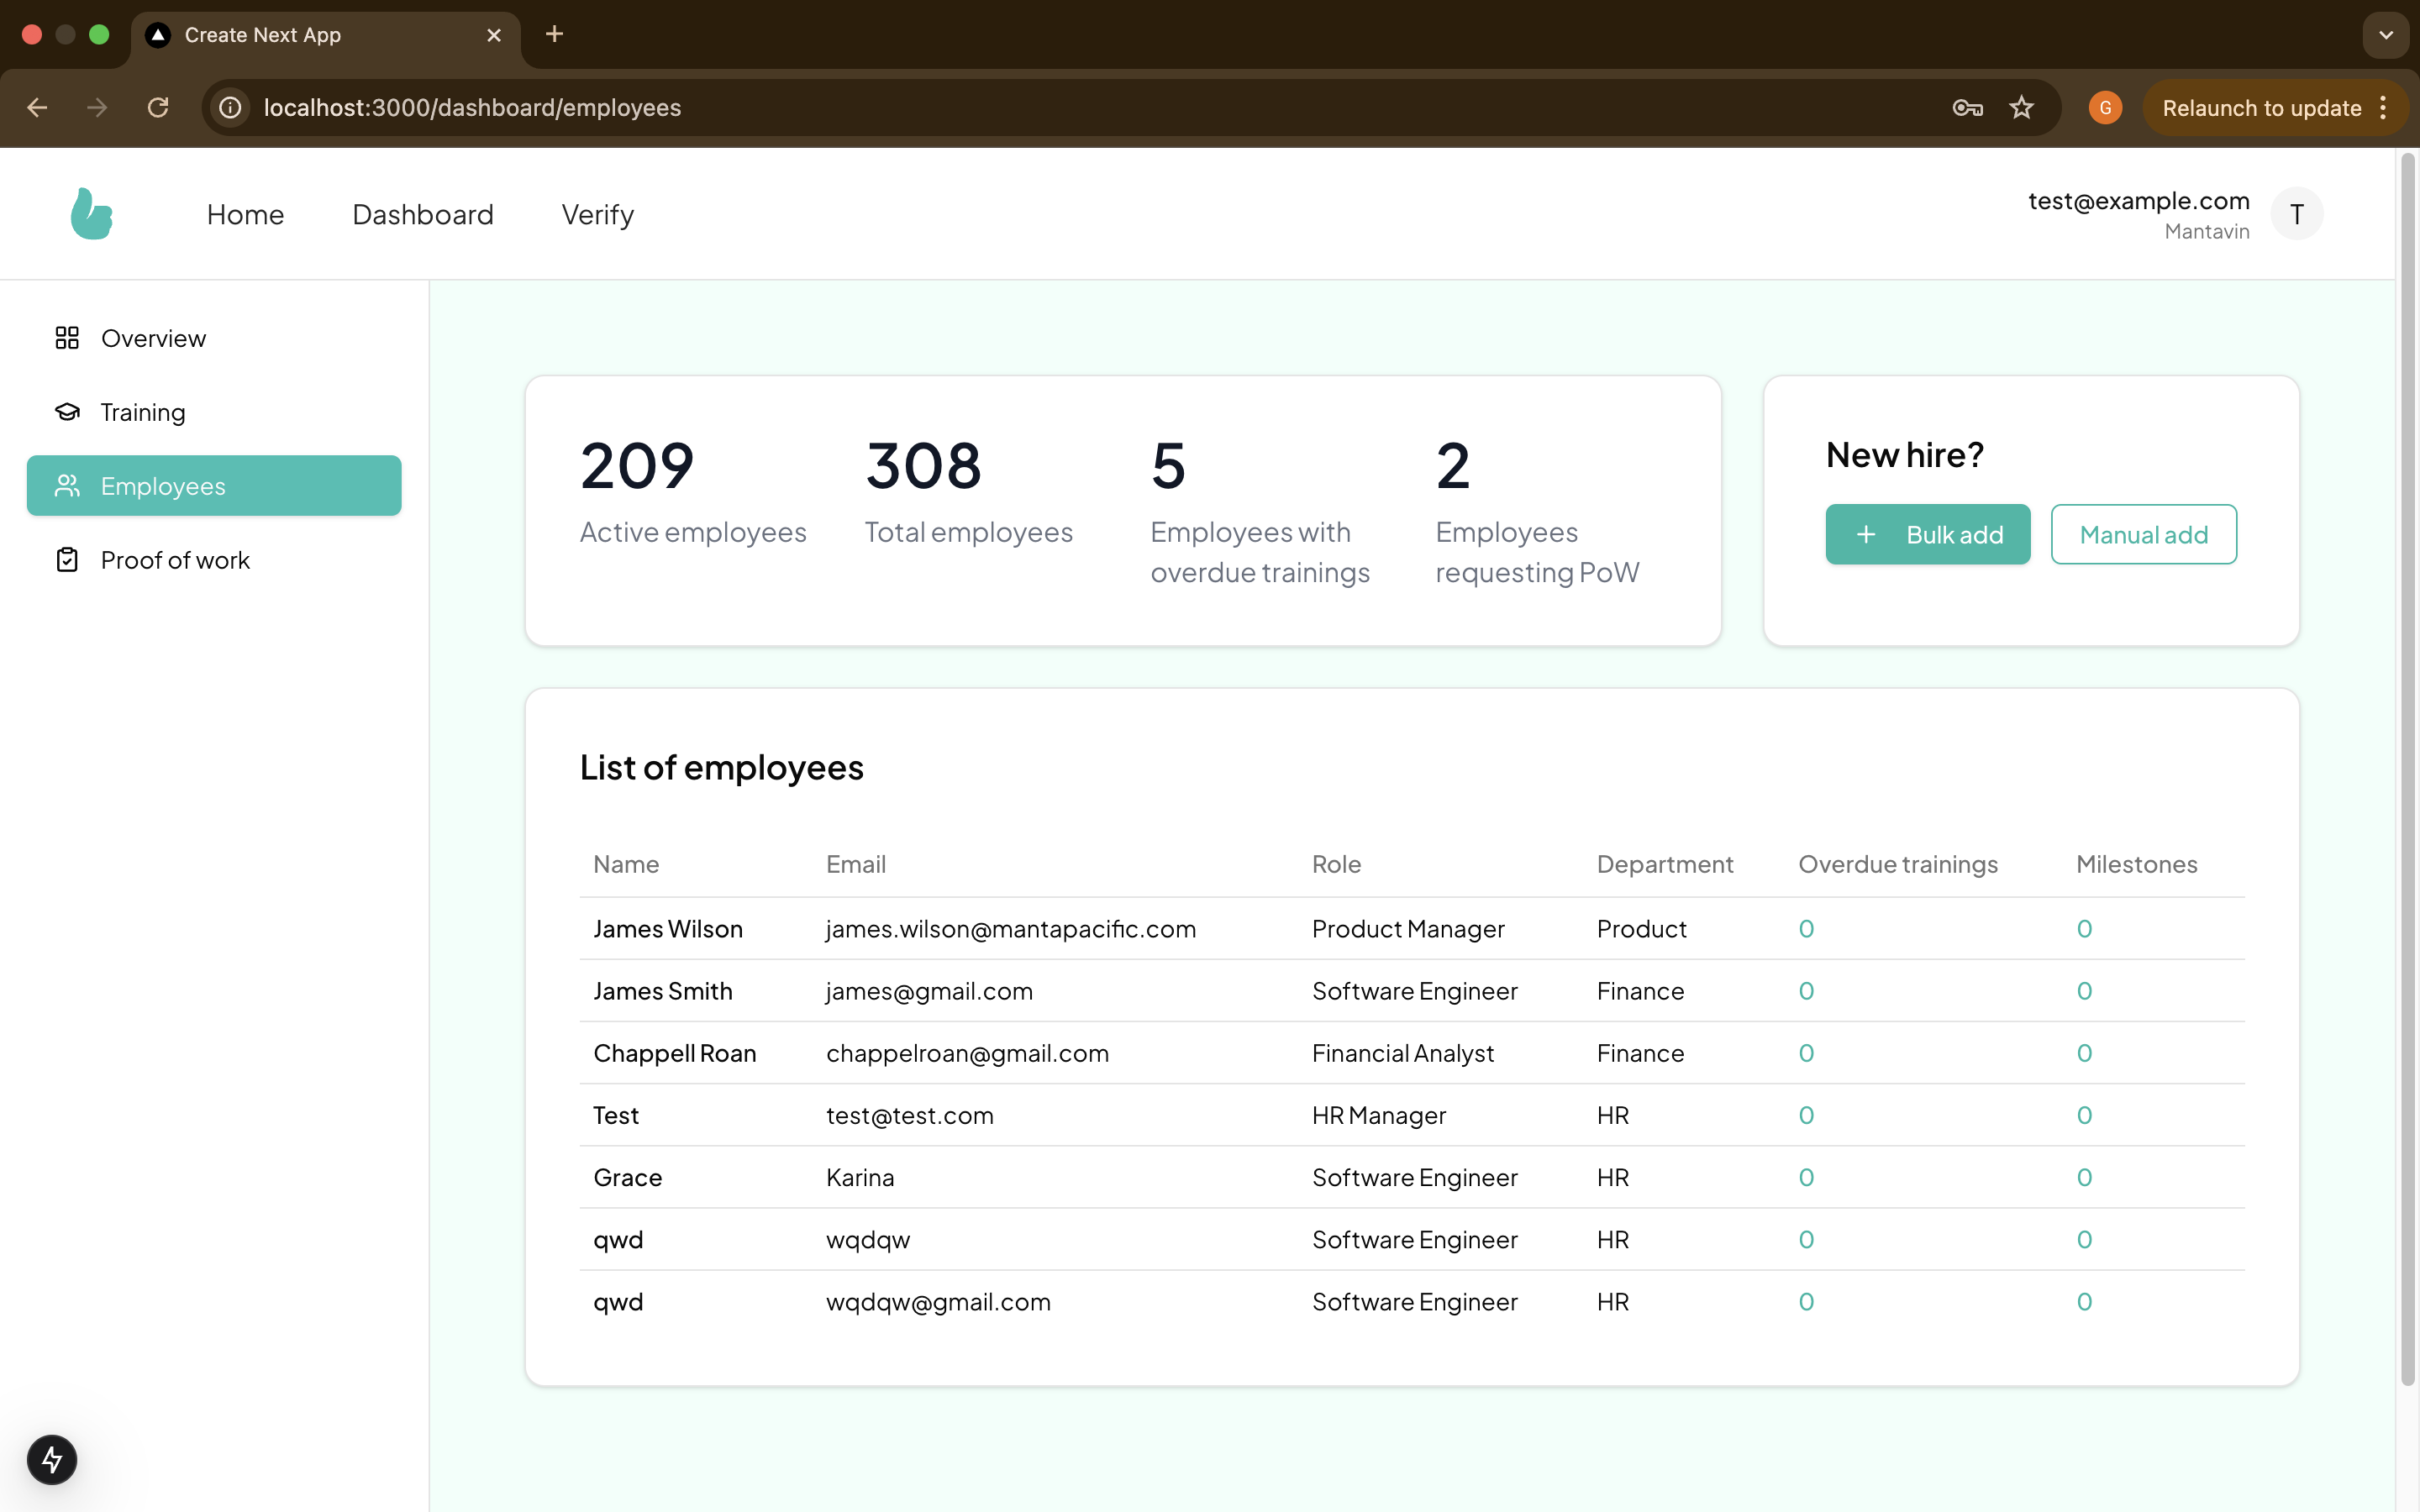 Create Next App
localhost:3000/dashboard/employees
G
Relaunch to update
Home Dashboard Verify
test@example.com
Mantavin
T
Overview
Training
Employees
Proof of work
209 308 5 2
Active employees Total employees Employees with Employees
overdue trainings requesting PoW
New hire?
+ Bulk add Manual add
List of employees
Name Email Role Department Overdue trainings Milestones
James Wilson james.wilson@mantapacific.com Product Manager Product 0 0
James Smith james@gmail.com Software Engineer Finance 0 0
Chappell Roan chappelroan@gmail.com Financial Analyst Finance 0 0
Test test@test.com HR Manager HR 0 0
Grace Karina Software Engineer HR 0 0
qwd wqdqw Software Engineer HR 0 0
qwd wqdqw@gmail.com Software Engineer HR 0 0